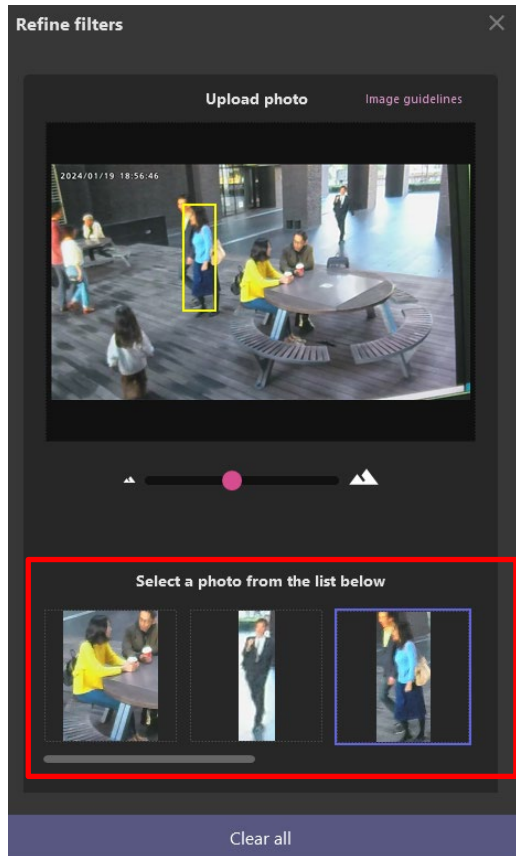 Refine filters
Upload photo
Image guidelines
2024/01/19 18:56:46
Select a photo from the list below
Clear all